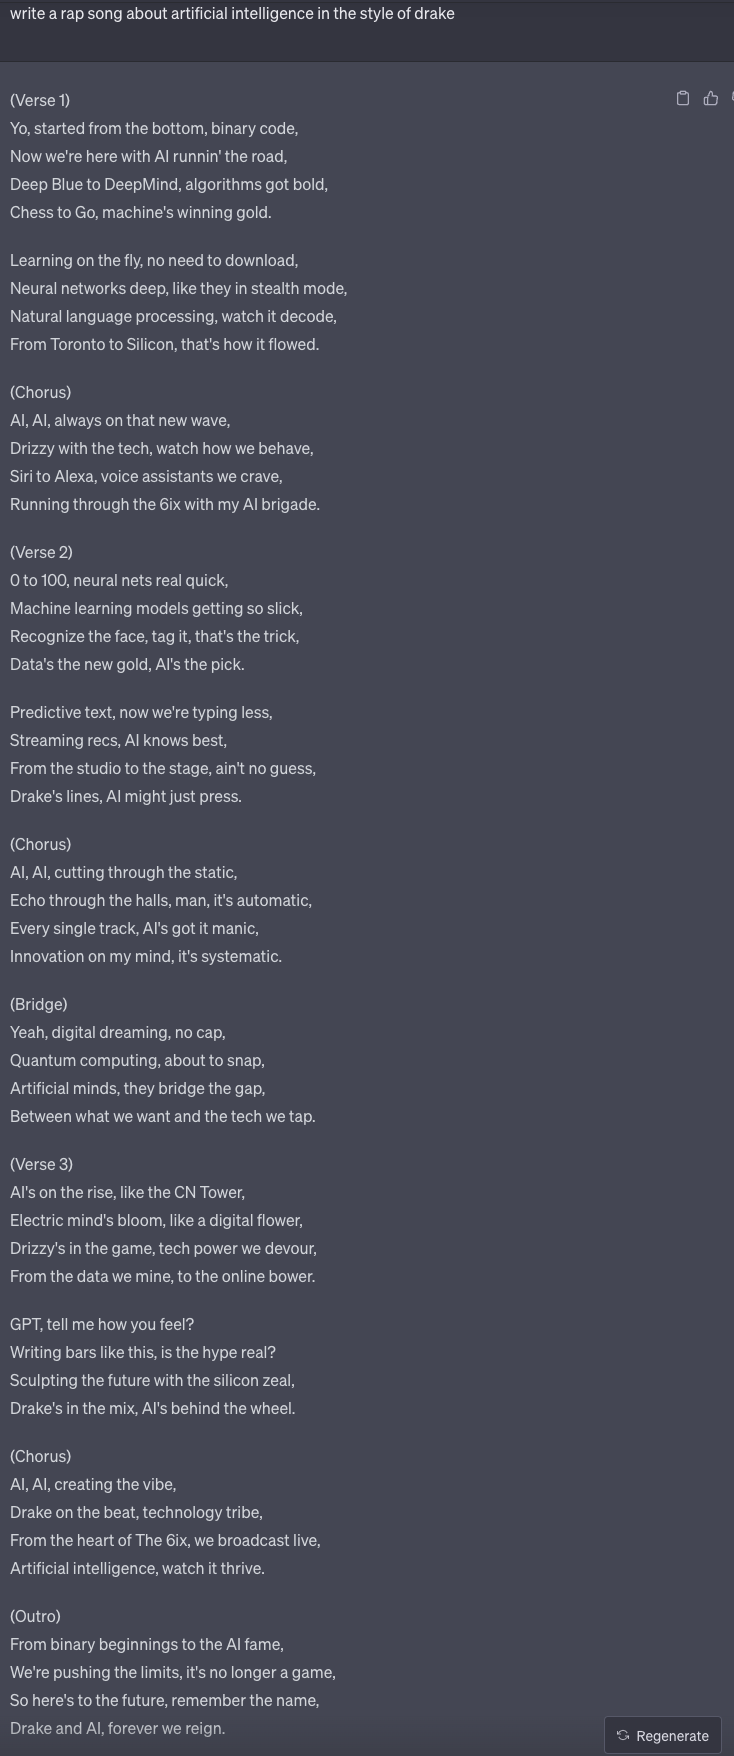 write a rap song about artificial intelligence in the style of drake
(Verse 1)
Yo, started from the bottom, binary code,
Now we're here with AI runnin' the road,
Deep Blue to DeepMind, algorithms got bold,
Chess to Go, machine's winning gold.
Learning on the fly, no need to download,
Neural networks deep, like they in stealth mode,
Natural language processing, watch it decode,
From Toronto to Silicon, that's how it flowed.
(Chorus)
AI, AI, always on that new wave,
Drizzy with the tech, watch how we behave,
Siri to Alexa, voice assistants we crave,
Running through the 6ix with my AI brigade.
(Verse 2)
0 to 100, neural nets real quick,
Machine learning models getting so slick,
Recognize the face, tag it, that's the trick,
Data's the new gold, AI's the pick.
Predictive text, now we're typing less,
Streaming recs, AI knows best,
From the studio to the stage, ain't no guess,
Drake's lines, AI might just press.
(Chorus)
AI, AI, cutting through the static,
Echo through the halls, man, it's automatic,
Every single track, AI's got it manic,
Innovation on my mind, it's systematic.
(Bridge)
Yeah, digital dreaming, no cap,
Quantum computing, about to snap,
Artificial minds, they bridge the gap,
Between what we want and the tech we tap.
(Verse 3)
AI's on the rise, like the CN Tower,
Electric mind's bloom, like a digital flower,
Drizzy's in the game, tech power we devour,
From the data we mine, to the online bower.
GPT, tell me how you feel?
Writing bars like this, is the hype real?
Sculpting the future with the silicon zeal,
Drake's in the mix, AI's behind the wheel.
(Chorus)
AI, AI, creating the vibe,
Drake on the beat, technology tribe,
From the heart of The 6ix, we broadcast live,
Artificial intelligence, watch it thrive.
(Outro)
From binary beginnings to the AI fame,
We're pushing the limits, it's no longer a game,
So here's to the future, remember the name,
Drake and AI, forever we reign.
Regenerate